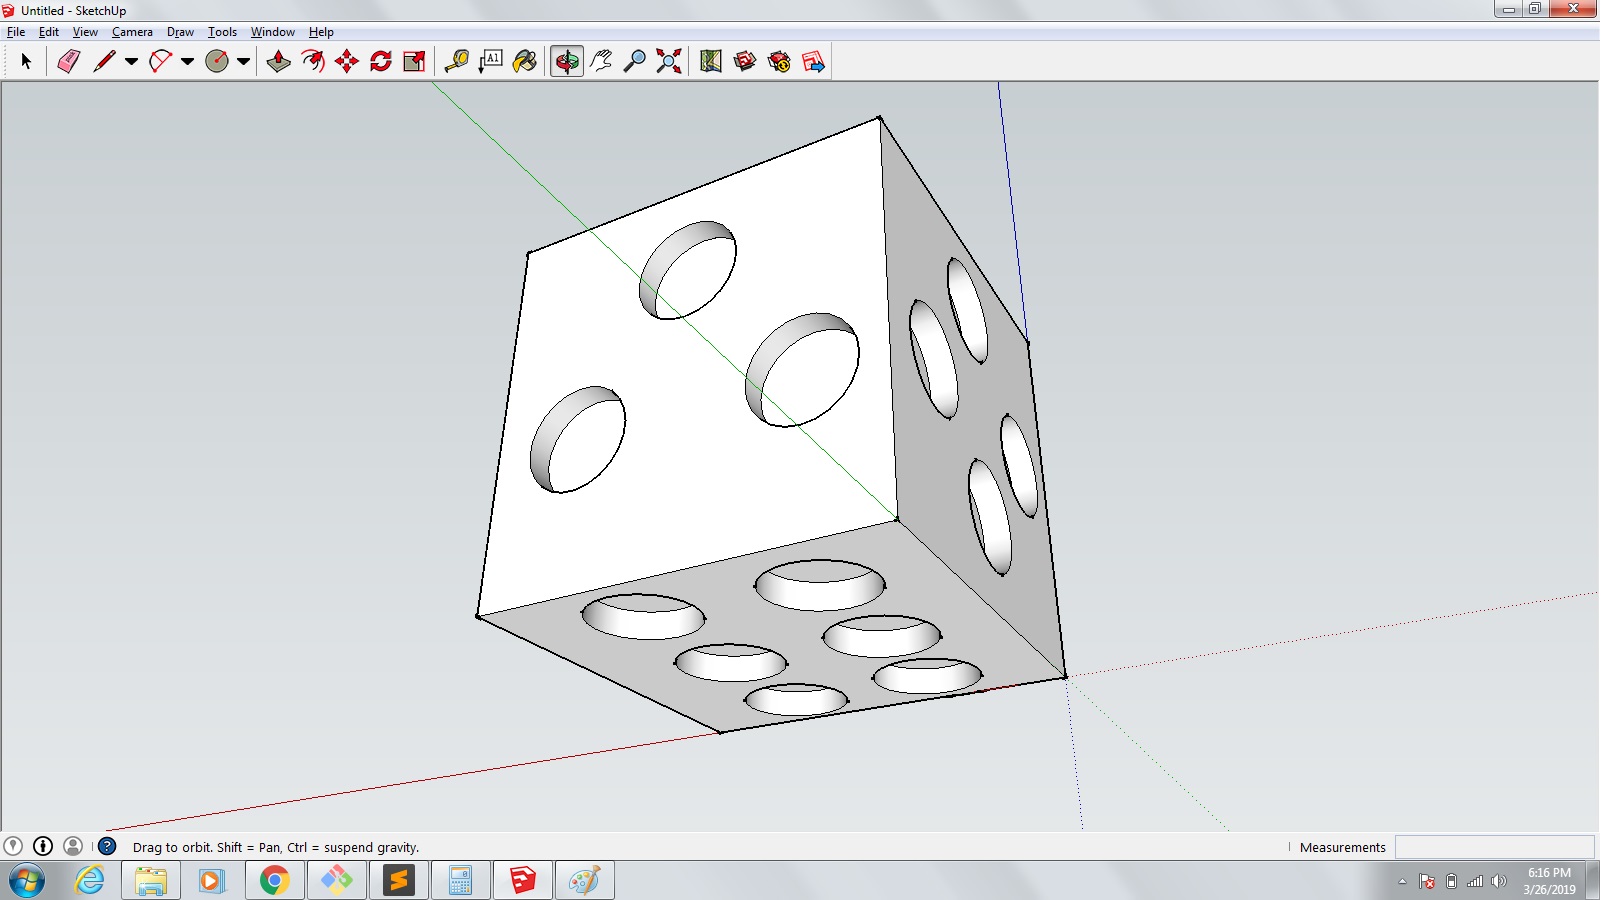 Untitled - SketchUp
File Edit View Camera Draw Tools Window Help
A1
Drag to orbit. Shift = Pan, Ctrl = suspend gravity.
Measurements
6:16 PM
3/26/2019